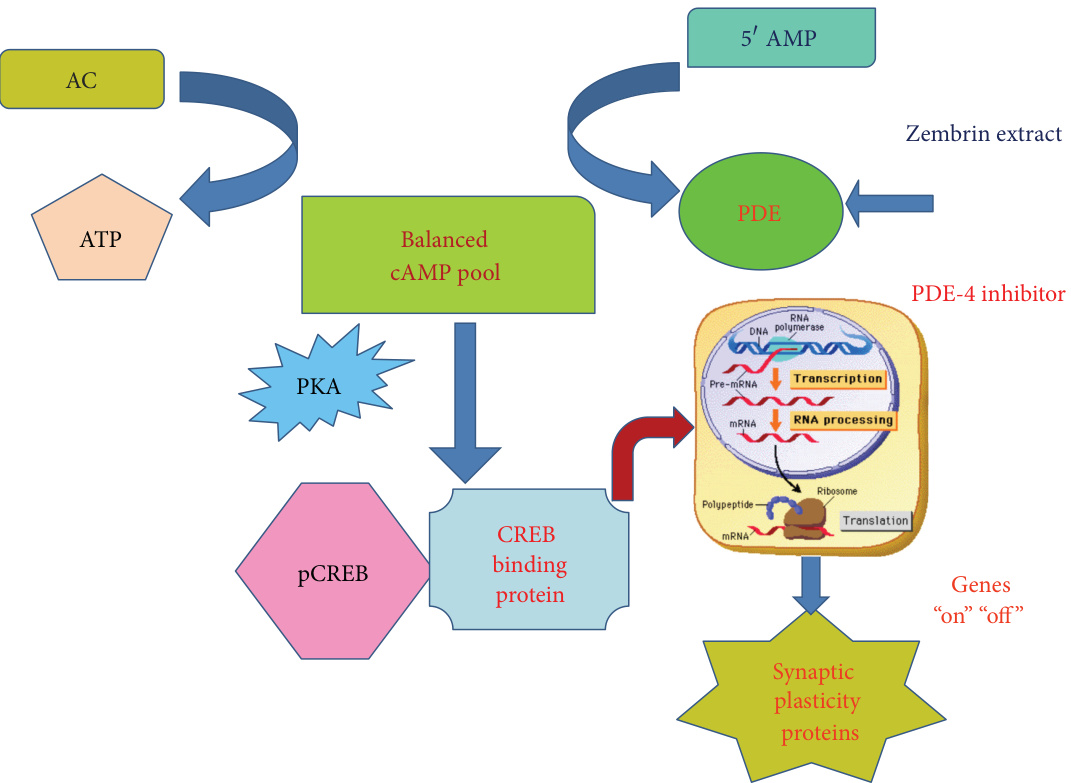 5′ AMP
AC
Zembrin extract
PDE
ATP
Balanced
cAMP pool
PDE-4 inhibitor
RNA
polymerase
DNA
PKA
Pre-mRNA
Transcription
RNA processing
mRNA
Ribosome
Polypeptide
Translation
mRNA
CREB
binding
protein
pCREB
Genes
“on” “off”
Synaptic
plasticity
proteins